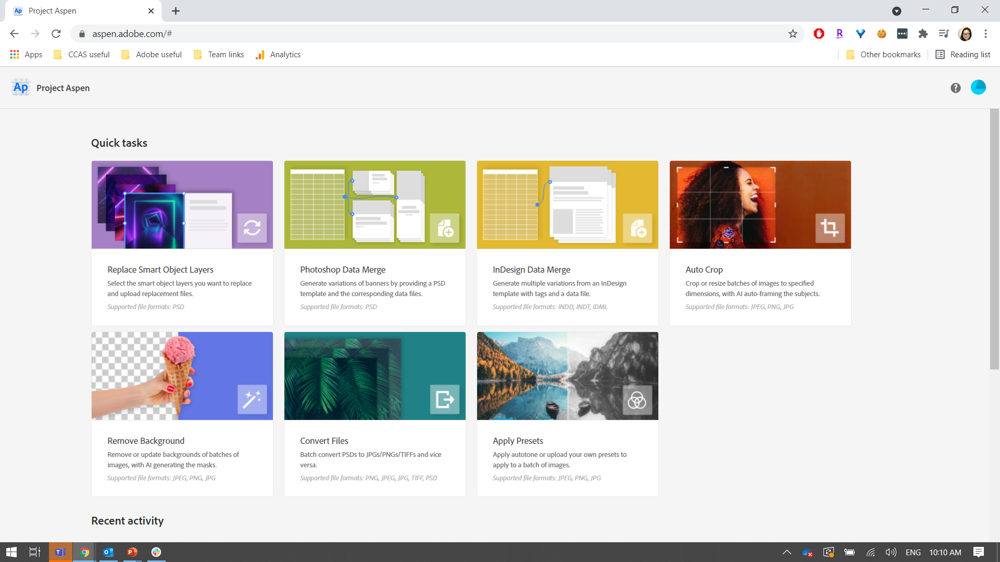 Ap Project Aspen
aspen.adobe.com/#
R
Apps CCAS useful Adobe useful Team links Analytics Other bookmarks Reading list
Ap Project Aspen
?
Quick tasks
Replace Smart Object Layers
Select the smart object layers you want to replace
and upload replacement files.
Supported file formats: PSD
Photoshop Data Merge
Generate variations of banners by providing a PSD
template and the corresponding data files.
Supported file formats: PSD
InDesign Data Merge
Generate multiple variations from an InDesign
template with tags and a data file.
Supported file formats: INDD, INDT, IDML
Auto Crop
Crop or resize batches of images to specified
dimensions, with AI auto-framing the subjects.
Supported file formats: JPEG, PNG, JPG
Remove Background
Remove or update backgrounds of batches of
images, with AI generating the masks.
Supported file formats: JPEG, PNG, JPG
Convert Files
Batch convert PSDs to JPGs/PNGs/TIFFs and vice
versa.
Supported file formats: PNG, JPEG, JPG, TIFF, PSD
Apply Presets
Apply autotone or upload your own presets to
apply to a batch of images.
Supported file formats: JPEG, PNG, JPG
Recent activity
ENG 10:10 AM